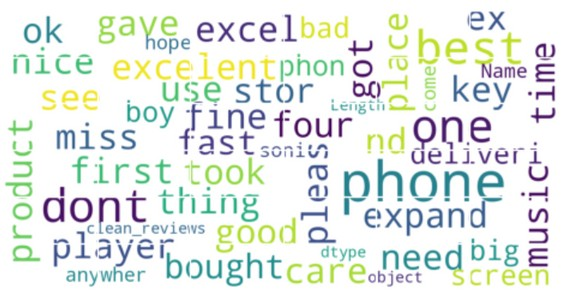 ok
gave
hope
excel
bad
got
place
best
ex
nice
excelent
phon
come
Name
time
see
use
stor
Length
key
boy
fine
four
nd
one
miss
fast
sonic
deliveri
product
first
took
pleas
phone
music
dont
thing
expand
clean_reviews
player
good
dtype
need
big
anywher
bought
care
object
screen